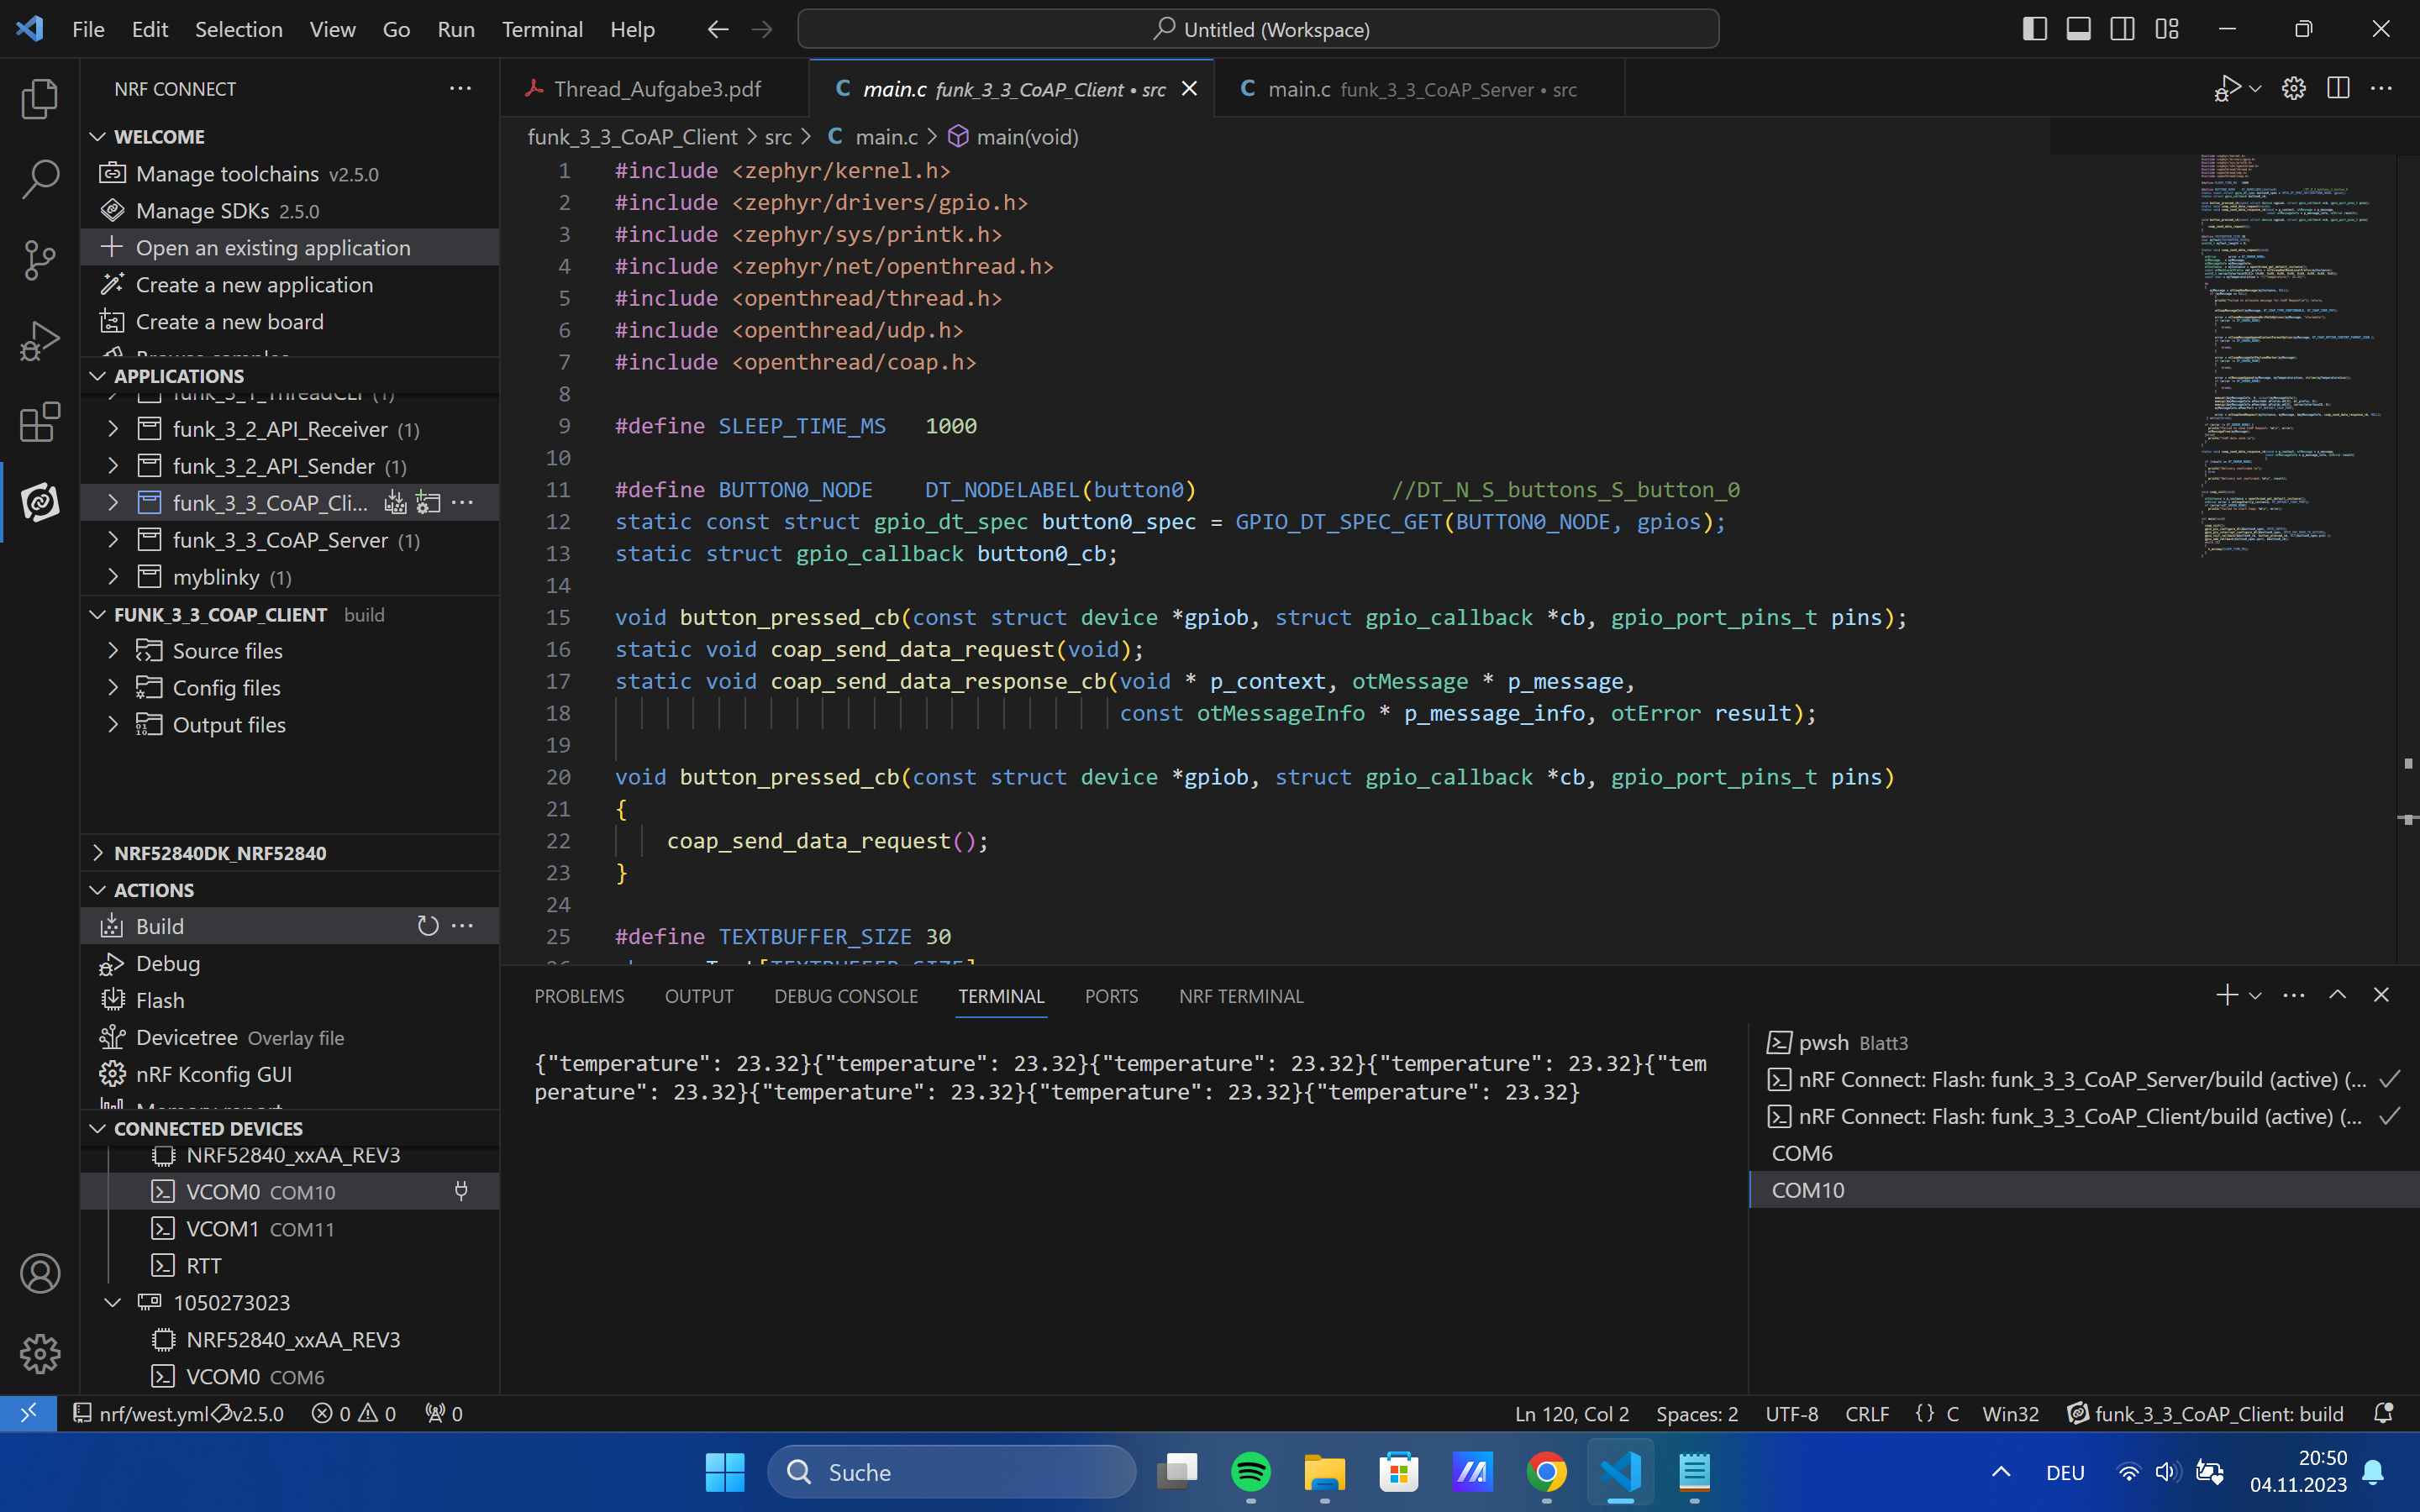 File Edit Selection View Go Run Terminal Help
Untitled (Workspace)
NRF CONNECT
WELCOME
Manage toolchains v2.5.0
Manage SDKs 2.5.0
Open an existing application
Create a new application
Create a new board
APPLICATIONS
funk_3_1_ThreadCLI (1)
funk_3_2_API_Receiver (1)
funk_3_2_API_Sender (1)
funk_3_3_CoAP_Cli...
funk_3_3_CoAP_Server (1)
myblinky (1)
FUNK_3_3_COAP_CLIENT build
Source files
Config files
Output files
NRF52840DK_NRF52840
ACTIONS
Build
Debug
Flash
Devicetree Overlay file
nRF Kconfig GUI
Memory report
CONNECTED DEVICES
NRF52840_xxAA_REV3
VCOM0 COM10
VCOM1 COM11
RTT
1050273023
NRF52840_xxAA_REV3
VCOM0 COM6
Thread_Aufgabe3.pdf
main.c funk_3_3_CoAP_Client • src
main.c funk_3_3_CoAP_Server • src
funk_3_3_CoAP_Client > src > C main.c > main(void)
1 #include <zephyr/kernel.h>
2 #include <zephyr/drivers/gpio.h>
3 #include <zephyr/sys/printk.h>
4 #include <zephyr/net/openthread.h>
5 #include <openthread/thread.h>
6 #include <openthread/udp.h>
7 #include <openthread/coap.h>
8
9 #define SLEEP_TIME_MS 1000
10
11 #define BUTTON0_NODE DT_NODELABEL(button0) //DT_N_S_buttons_S_button_0
12 static const struct gpio_dt_spec button0_spec = GPIO_DT_SPEC_GET(BUTTON0_NODE, gpios);
13 static struct gpio_callback button0_cb;
14
15 void button_pressed_cb(const struct device *gpiob, struct gpio_callback *cb, gpio_port_pins_t pins);
16 static void coap_send_data_request(void);
17 static void coap_send_data_response_cb(void * p_context, otMessage * p_message,
18 const otMessageInfo * p_message_info, otError result);
19
20 void button_pressed_cb(const struct device *gpiob, struct gpio_callback *cb, gpio_port_pins_t pins)
21 {
22 coap_send_data_request();
23 }
24
25 #define TEXTBUFFER_SIZE 30
PROBLEMS OUTPUT DEBUG CONSOLE TERMINAL PORTS NRF TERMINAL
{"temperature": 23.32}{"temperature": 23.32}{"temperature": 23.32}{"temperature": 23.32}{"tem
perature": 23.32}{"temperature": 23.32}{"temperature": 23.32}{"temperature": 23.32}
pwsh Blatt3
nRF Connect: Flash: funk_3_3_CoAP_Server/build (active) (...
nRF Connect: Flash: funk_3_3_CoAP_Client/build (active) (...
COM6
COM10
nrf/west.yml v2.5.0 0 0 0
Ln 120, Col 2 Spaces: 2 UTF-8 CRLF {} C Win32 funk_3_3_CoAP_Client: build
Suche
DEU
20:50
04.11.2023